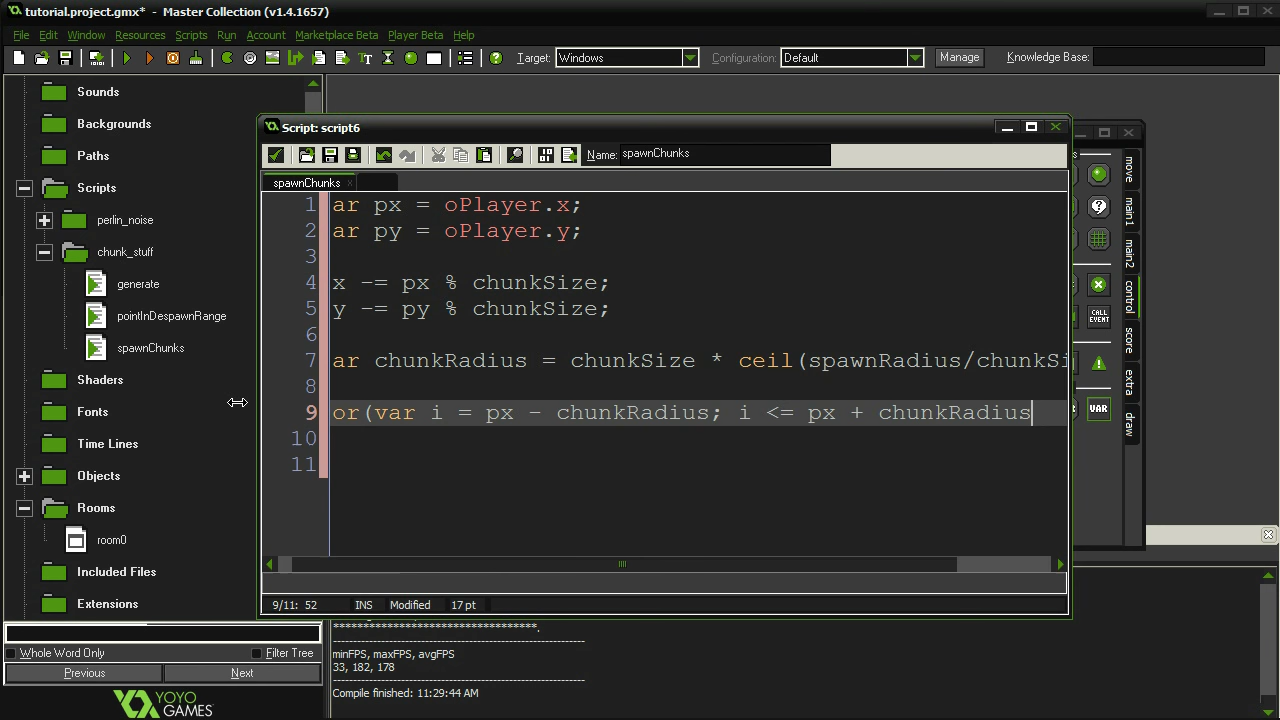 tutorial.project.gmx* - Master Collection (v1.4.1657)
File Edit Window Resources Scripts Run Account Marketplace Beta Player Beta Help
Target: Windows Configuration: Default Manage Knowledge Base:
Sounds
Backgrounds
Paths
Scripts
perlin_noise
chunk_stuff
generate
pointInDespawnRange
spawnChunks
Shaders
Fonts
Time Lines
Objects
Rooms
room0
Included Files
Extensions
Whole Word Only Filter Tree
Previous Next
YOYO
GAMES
Script: script6
Name: spawnChunks
spawnChunks
1 ar px = oPlayer.x;
2 ar py = oPlayer.y;
3
4 x -= px % chunkSize;
5 y -= py % chunkSize;
6
7 ar chunkRadius = chunkSize * ceil(spawnRadius/chunkSi
8
9 or(var i = px - chunkRadius; i <= px + chunkRadius
10
11
9/11: 52 INS Modified 17 pt
move
main1
main2
control
score
extra
draw
CALL
EVENT
VAR
**********************************.
minFPS, maxFPS, avgFPS
33, 182, 178
Compile finished: 11:29:44 AM